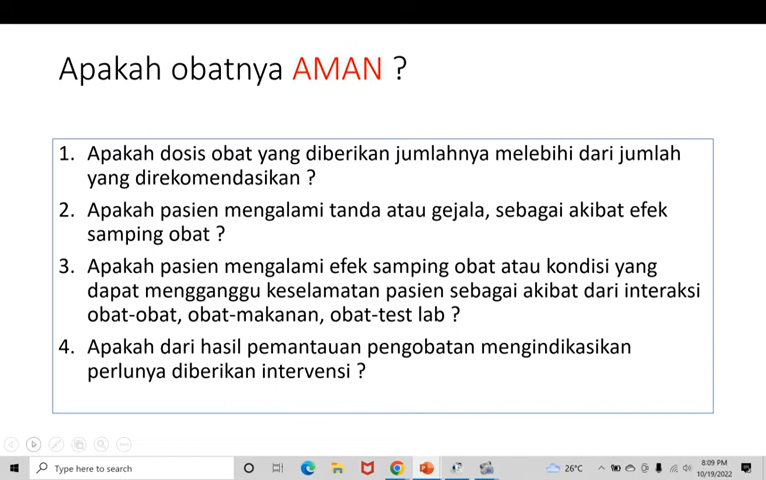 Apakah obatnya AMAN ?
1. Apakah dosis obat yang diberikan jumlahnya melebihi dari jumlah
yang direkomendasikan ?
2. Apakah pasien mengalami tanda atau gejala, sebagai akibat efek
samping obat ?
3. Apakah pasien mengalami efek samping obat atau kondisi yang
dapat mengganggu keselamatan pasien sebagai akibat dari interaksi
obat-obat, obat-makanan, obat-test lab ?
4. Apakah dari hasil pemantauan pengobatan mengindikasikan
perlunya diberikan intervensi ?
Type here to search
26°C
8:09 PM
10/19/2022